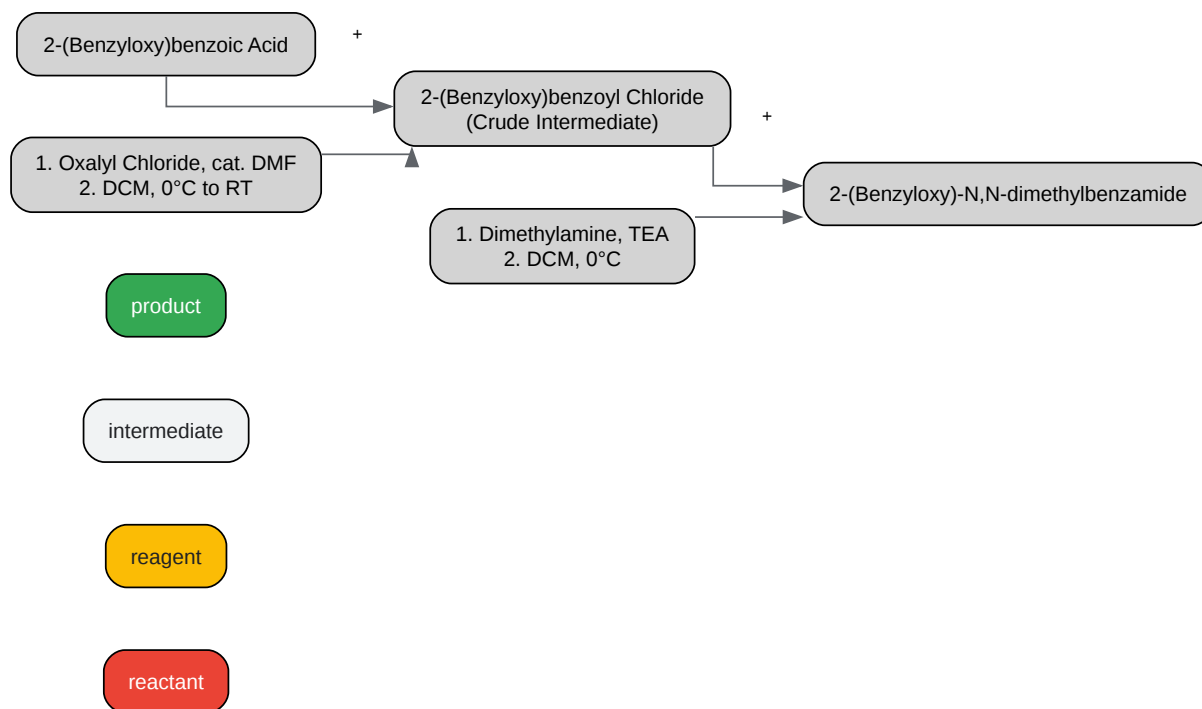 2-(Benzyloxy)benzoic Acid
+
2-(Benzyloxy)benzoyl Chloride
(Crude Intermediate)
+
1. Oxalyl Chloride, cat. DMF
2. DCM, 0°C to RT
2-(Benzyloxy)-N,N-dimethylbenzamide
1. Dimethylamine, TEA
2. DCM, 0°C
product
intermediate
reagent
reactant